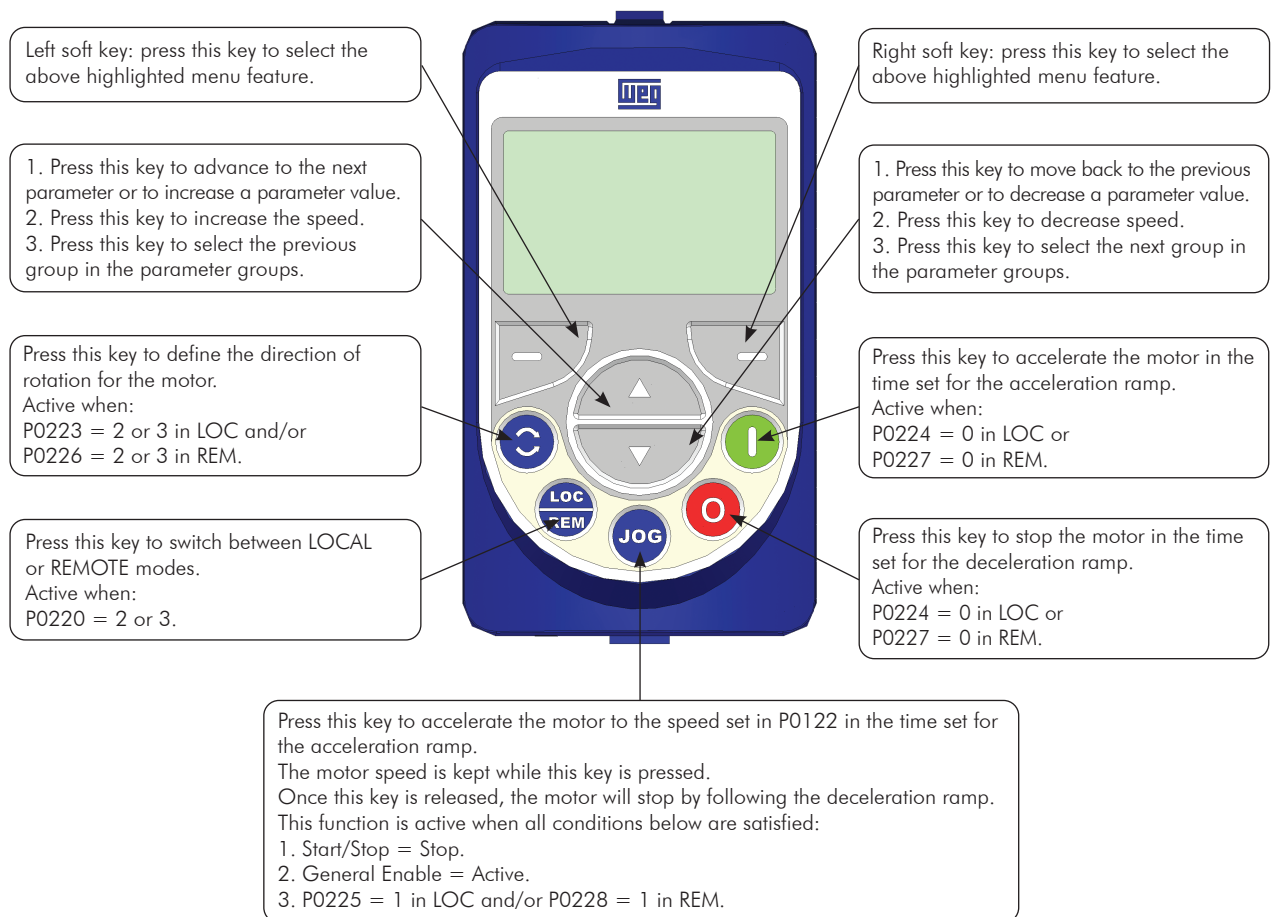 Left soft key: press this key to select the
above highlighted menu feature.
Right soft key: press this key to select the
above highlighted menu feature.
weg
1. Press this key to advance to the next
parameter or to increase a parameter value.
2. Press this key to increase the speed.
3. Press this key to select the previous
group in the parameter groups.
1. Press this key to move back to the previous
parameter or to decrease a parameter value.
2. Press this key to decrease speed.
3. Press this key to select the next group in
the parameter groups.
Press this key to define the direction of
rotation for the motor.
Active when:
P0223 = 2 or 3 in LOC and/or
P0226 = 2 or 3 in REM.
Press this key to accelerate the motor in the
time set for the acceleration ramp.
Active when:
P0224 = 0 in LOC or
P0227 = 0 in REM.
LOC
REM
JOG
Press this key to switch between LOCAL
or REMOTE modes.
Active when:
P0220 = 2 or 3.
Press this key to stop the motor in the time
set for the deceleration ramp.
Active when:
P0224 = 0 in LOC or
P0227 = 0 in REM.
Press this key to accelerate the motor to the speed set in P0122 in the time set for
the acceleration ramp.
The motor speed is kept while this key is pressed.
Once this key is released, the motor will stop by following the deceleration ramp.
This function is active when all conditions below are satisfied:
1. Start/Stop = Stop.
2. General Enable = Active.
3. P0225 = 1 in LOC and/or P0228 = 1 in REM.